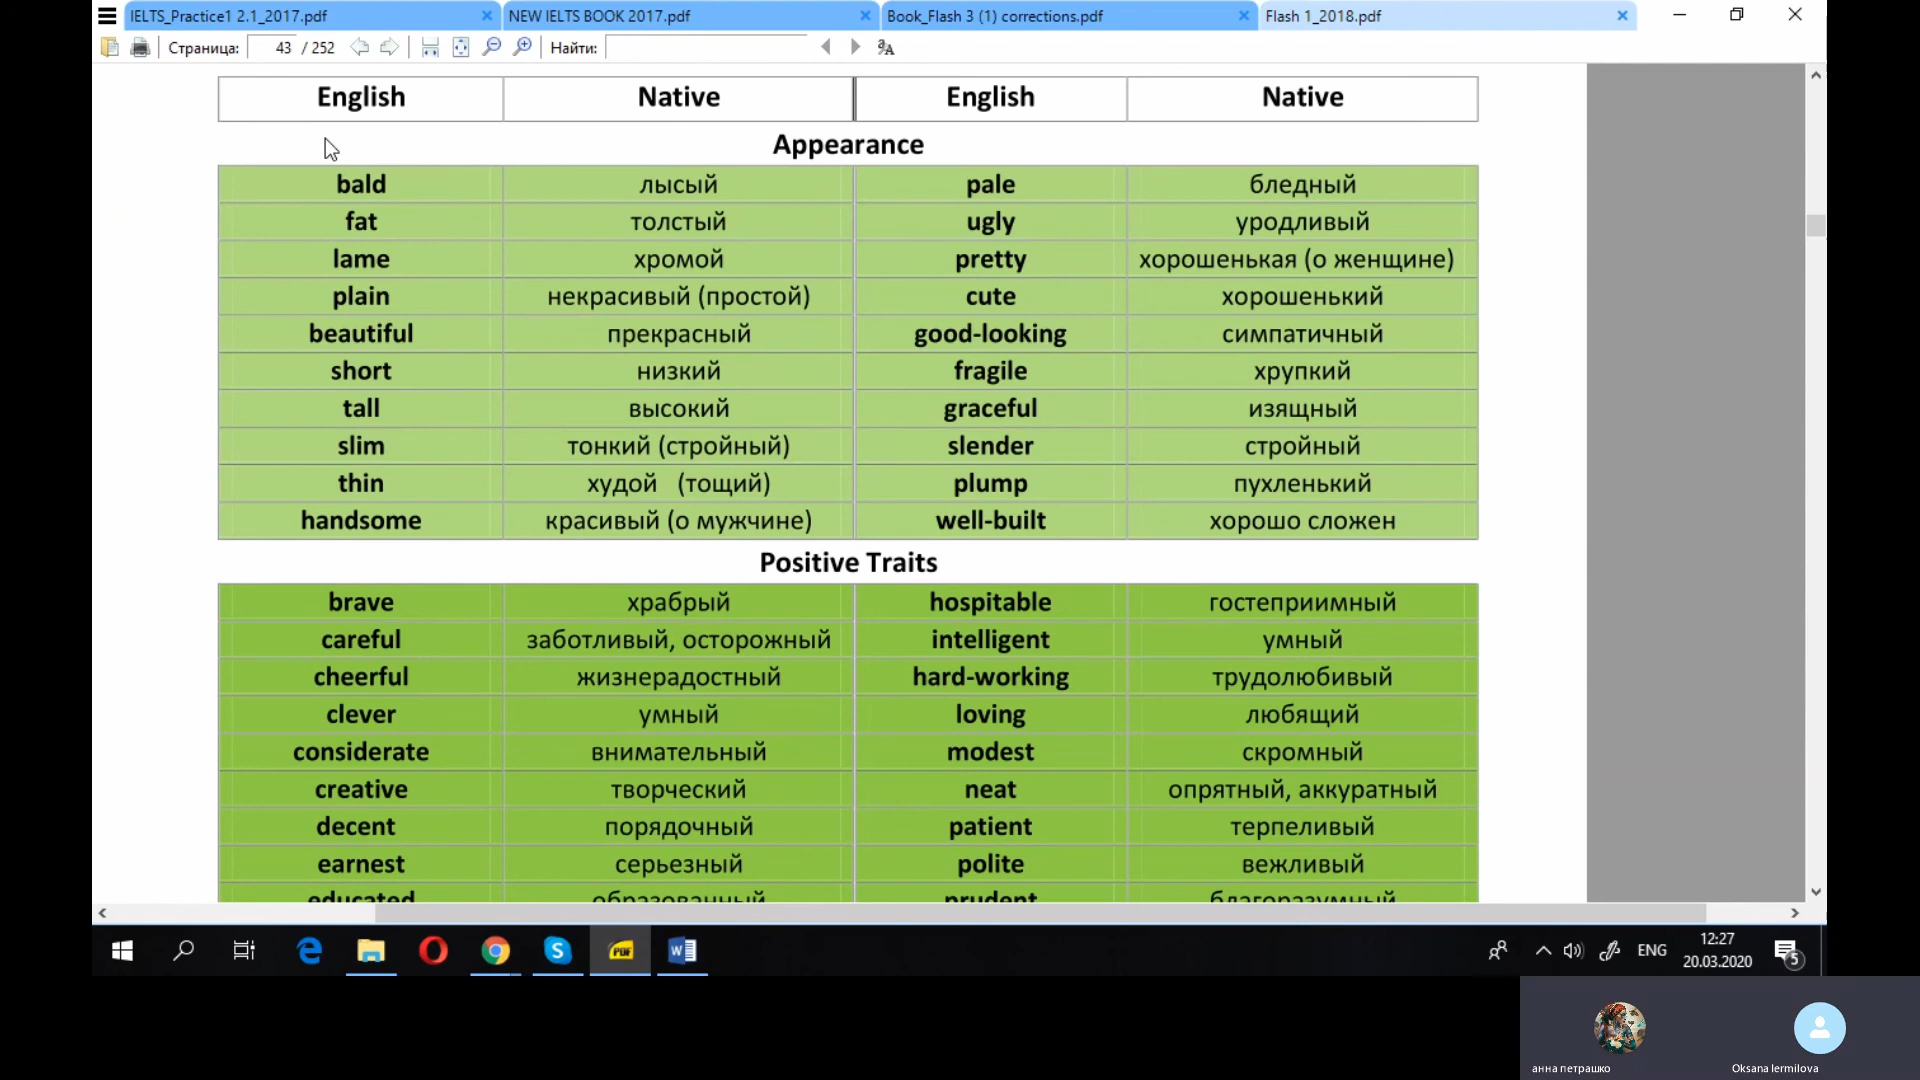 IELTS_Practice1 2.1_2017.pdf NEW IELTS BOOK 2017.pdf Book_Flash 3 (1) corrections.pdf Flash 1_2018.pdf
Страница: 43 / 252 Найти:
English Native English Native
Appearance
bald лысый pale бледный
fat толстый ugly уродливый
lame хромой pretty хорошенькая (о женщине)
plain некрасивый (простой) cute хорошенький
beautiful прекрасный good-looking симпатичный
short низкий fragile хрупкий
tall высокий graceful изящный
slim тонкий (стройный) slender стройный
thin худой (тощий) plump пухленький
handsome красивый (о мужчине) well-built хорошо сложен
Positive Traits
brave храбрый hospitable гостеприимный
careful заботливый, осторожный intelligent умный
cheerful жизнерадостный hard-working трудолюбивый
clever умный loving любящий
considerate внимательный modest скромный
creative творческий neat опрятный, аккуратный
decent порядочный patient терпеливый
earnest серьезный polite вежливый
educated образованный prudent благоразумный
ENG 12:27
20.03.2020 5
анна петрашко Oksana Iermilova